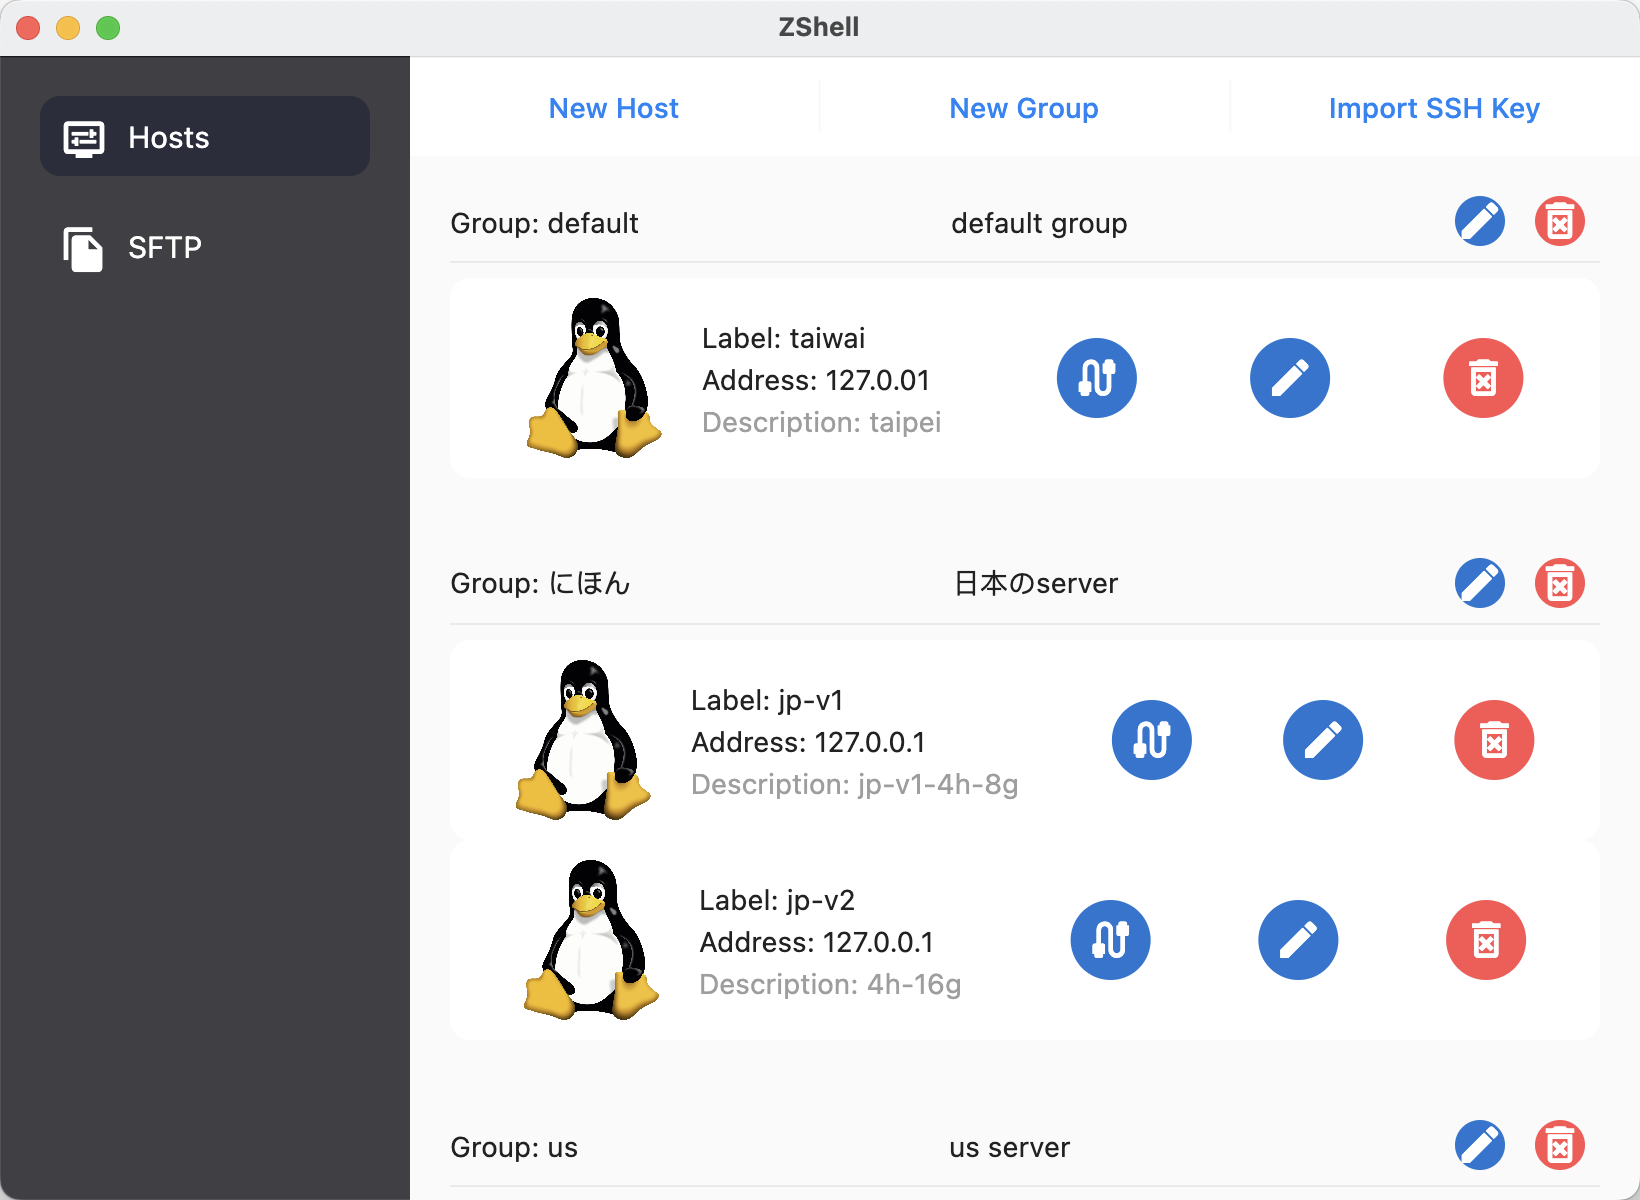 ZShell
Hosts
SFTP
New Host
New Group
Import SSH Key
Group: default
default group
Label: taiwai
Address: 127.0.01
Description: taipei
Group: にほん
日本のserver
Label: jp-v1
Address: 127.0.0.1
Description: jp-v1-4h-8g
Label: jp-v2
Address: 127.0.0.1
Description: 4h-16g
Group: us
us server